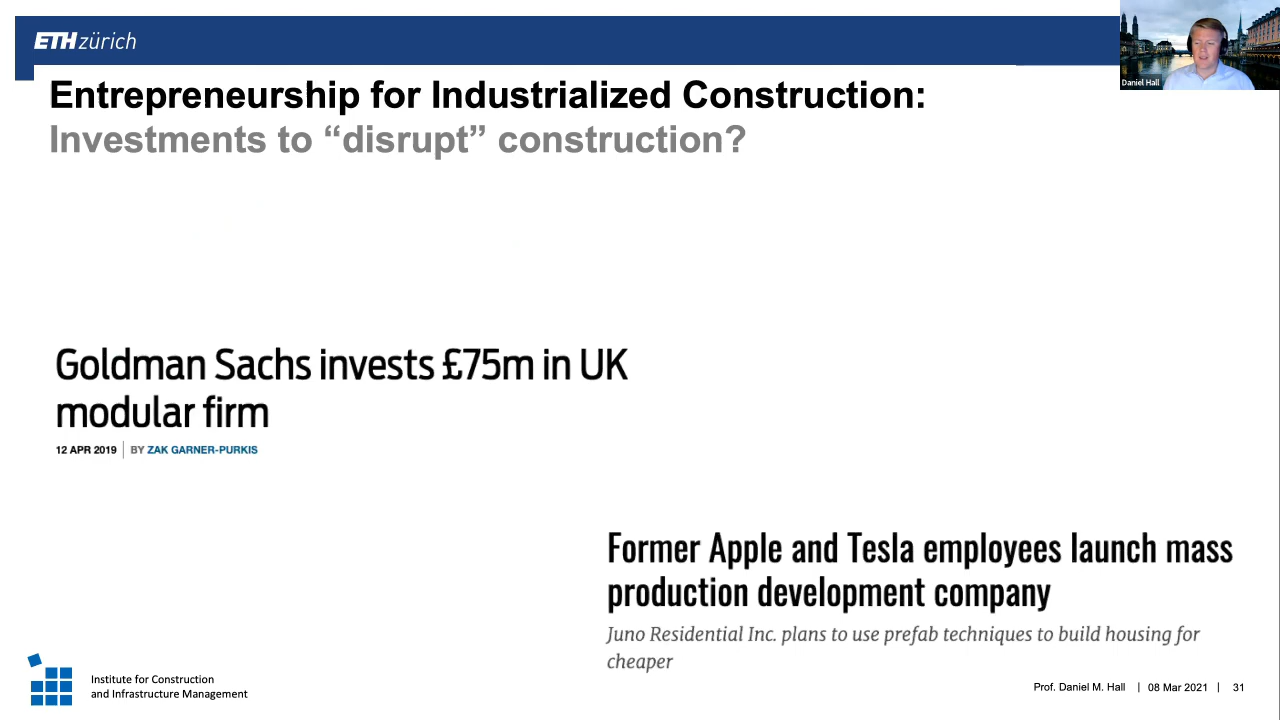 ETH zürich
Daniel Hall
Entrepreneurship for Industrialized Construction:
Investments to “disrupt” construction?
Goldman Sachs invests £75m in UK
modular firm
12 APR 2019 | BY ZAK GARNER-PURKIS
Former Apple and Tesla employees launch mass
production development company
Juno Residential Inc. plans to use prefab techniques to build housing for
cheaper
Institute for Construction
and Infrastructure Management
Prof. Daniel M. Hall | 08 Mar 2021 | 31